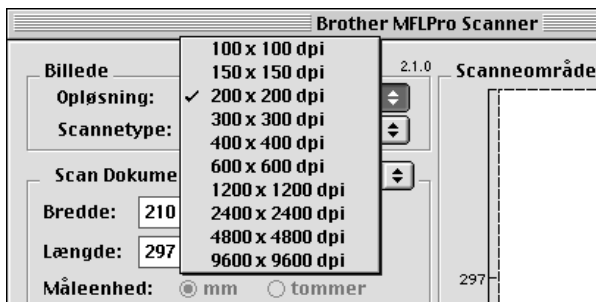 Brother MFLPro Scanner
Billede
2.1.0
Opløsning:
Scannetype:
100 x 100 dpi
150 x 150 dpi
✓ 200 x 200 dpi
300 x 300 dpi
400 x 400 dpi
600 x 600 dpi
1200 x 1200 dpi
2400 x 2400 dpi
4800 x 4800 dpi
9600 x 9600 dpi
Scan Dokume
Bredde: 210
Længde: 297
Måleenhed: mm tommer
Scanneområde
297